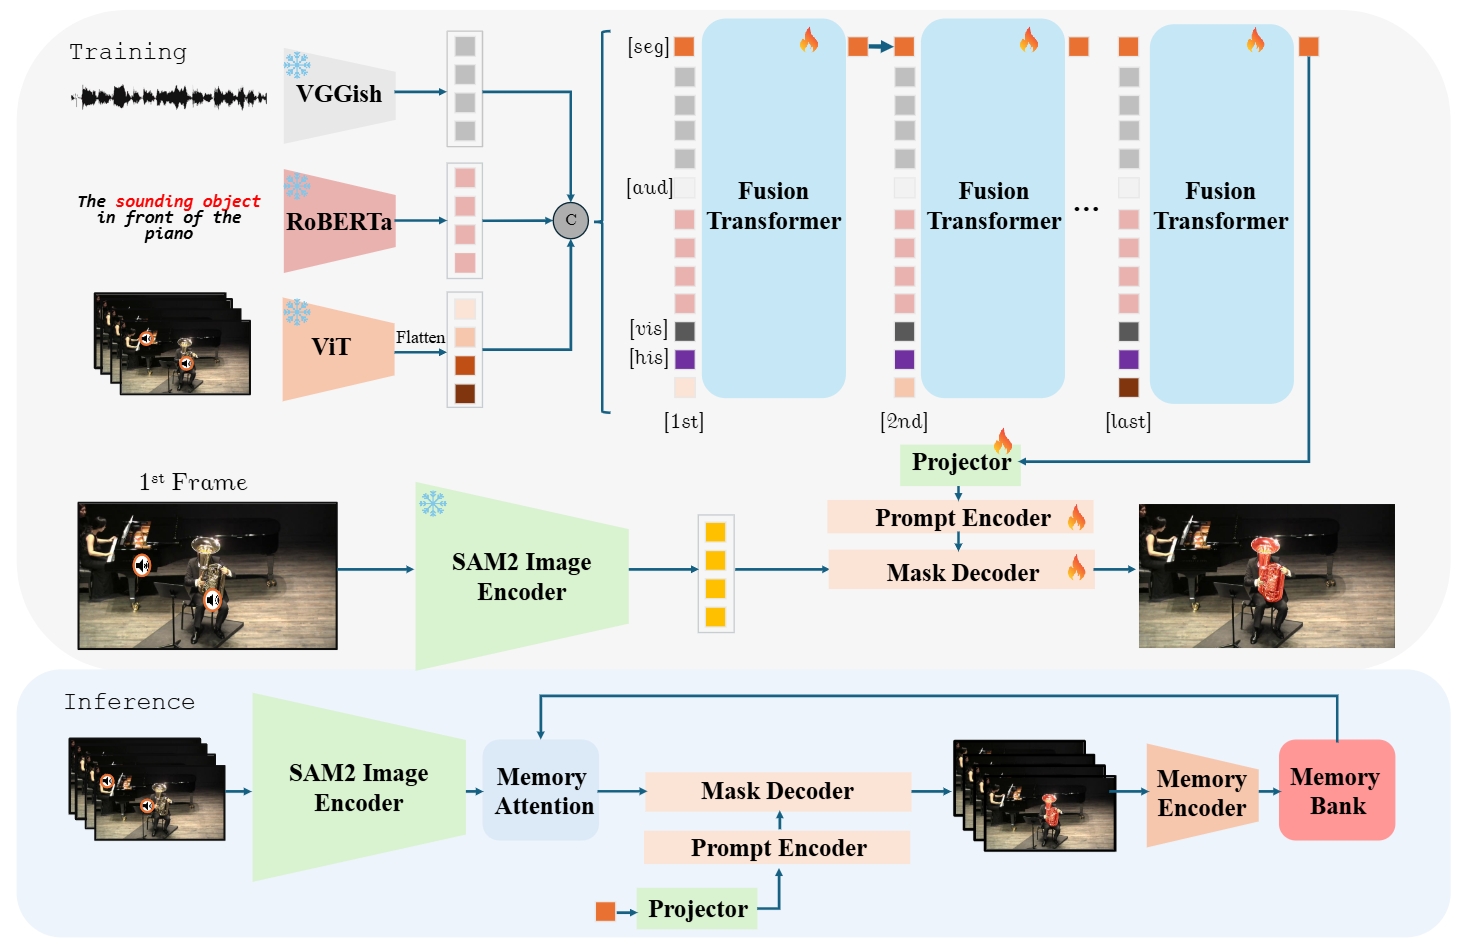 Training
VGGish
The sounding object
in front of the
piano
RoBERTa
ViT
Flatten
C
[seg]
[aud]
[vis]
[his]
[1st]
Fusion
Transformer
[2nd]
Fusion
Transformer
...
[last]
Fusion
Transformer
Projector
Prompt Encoder
Mask Decoder
1st Frame
SAM2 Image
Encoder
Inference
SAM2 Image
Encoder
Memory
Attention
Mask Decoder
Prompt Encoder
Projector
Memory
Encoder
Memory
Bank